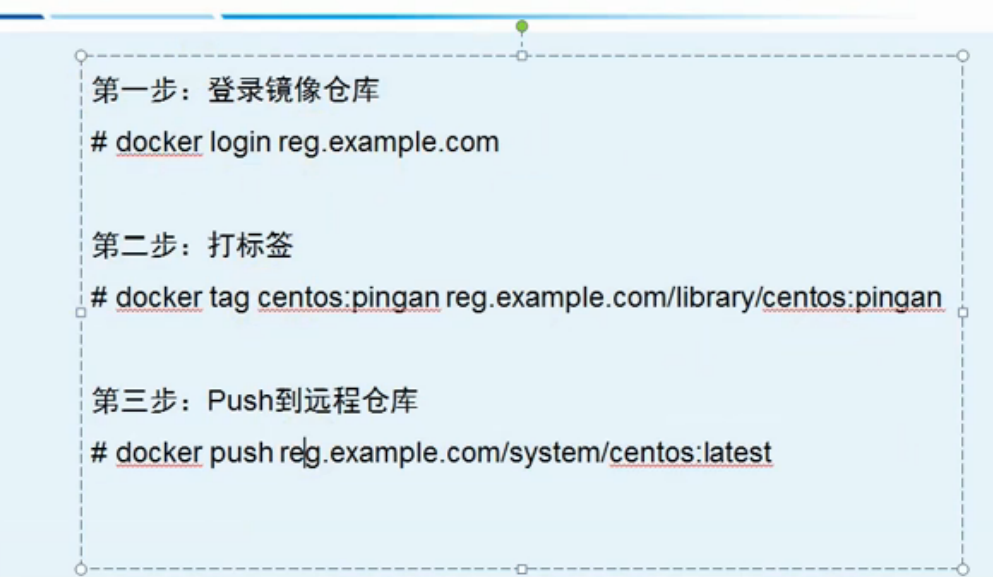 第一步：登录镜像仓库
# docker login reg.example.com
第二步：打标签
# docker tag centos:pingan reg.example.com/library/centos:pingan
第三步：Push到远程仓库
# docker push reg.example.com/system/centos:latest